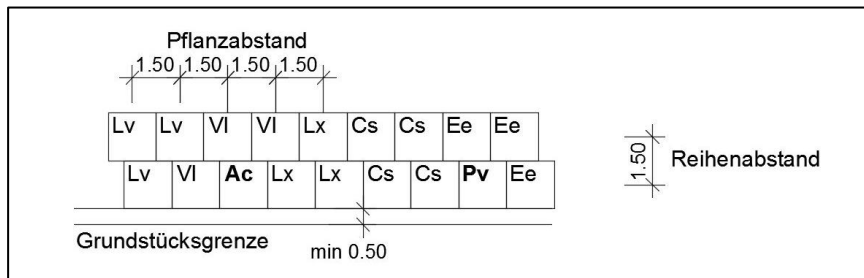 Pflanzabstand
1.50 1.50 1.50 1.50
Lv Lv Vl Vl Lx Cs Cs Ee Ee
Lv Vl Ac Lx Lx Cs Cs Pv Ee
1.50
Reihenabstand
Grundstücksgrenze
min 0.50